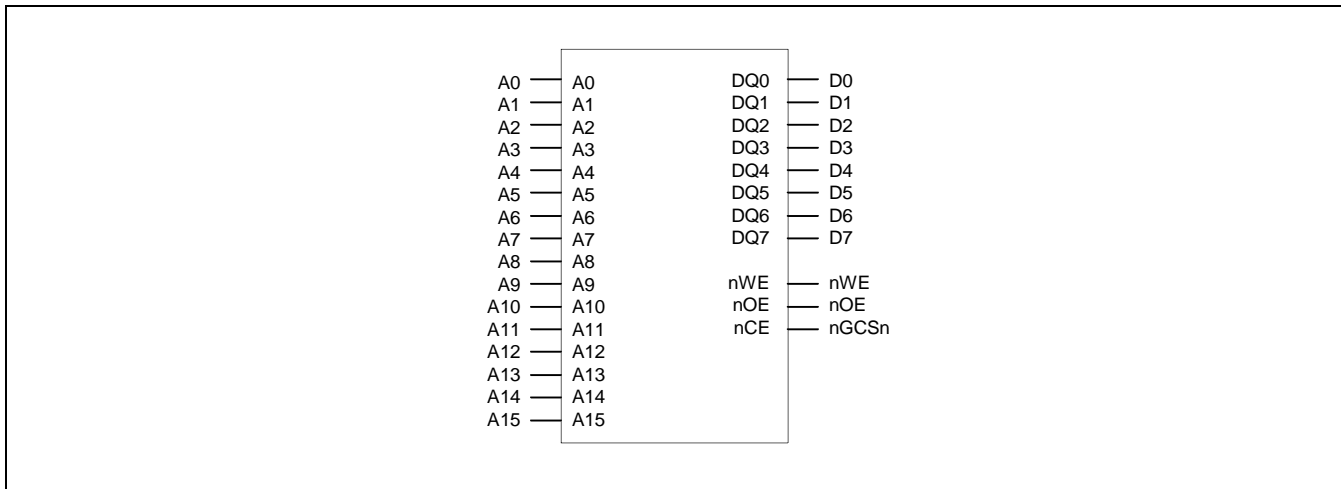 A0 A0 DQ0 D0
A1 A1 DQ1 D1
A2 A2 DQ2 D2
A3 A3 DQ3 D3
A4 A4 DQ4 D4
A5 A5 DQ5 D5
A6 A6 DQ6 D6
A7 A7 DQ7 D7
A8 A8
A9 A9 nWE nWE
A10 A10 nOE nOE
A11 A11 nCE nGCSn
A12 A12
A13 A13
A14 A14
A15 A15